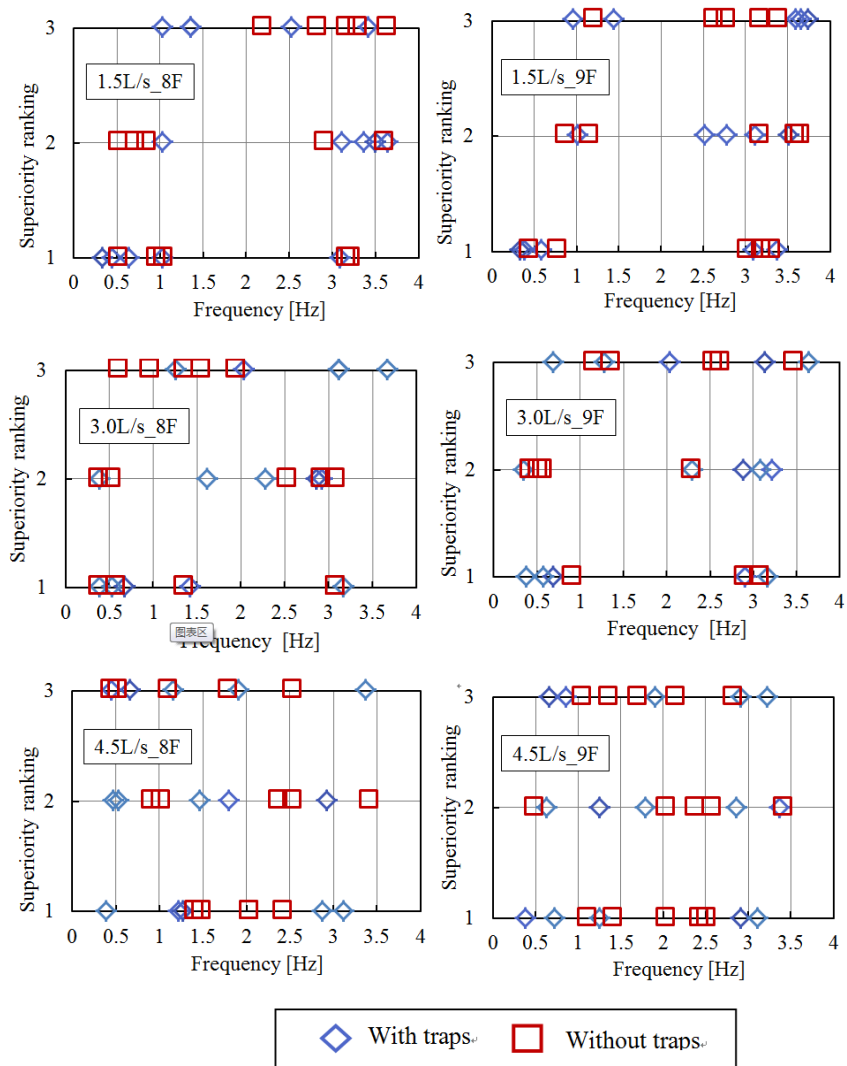 3
2
1
Superiority ranking
1.5L/s_8F
0 0.5 1 1.5 2 2.5 3 3.5 4
Frequency [Hz]
3
2
1
Superiority ranking
1.5L/s_9F
0 0.5 1 1.5 2 2.5 3 3.5 4
Frequency [Hz]
3
2
1
Superiority ranking
3.0L/s_8F
0 0.5 1 1.5 2 2.5 3 3.5 4
Frequency [Hz]
图表区
3
2
1
Superiority ranking
3.0L/s_9F
0 0.5 1 1.5 2 2.5 3 3.5 4
Frequency [Hz]
3
2
1
Superiority ranking
4.5L/s_8F
0 0.5 1 1.5 2 2.5 3 3.5 4
Frequency [Hz]
3
2
1
Superiority ranking
4.5L/s_9F
0 0.5 1 1.5 2 2.5 3 3.5 4
Frequency [Hz]
With traps
Without traps